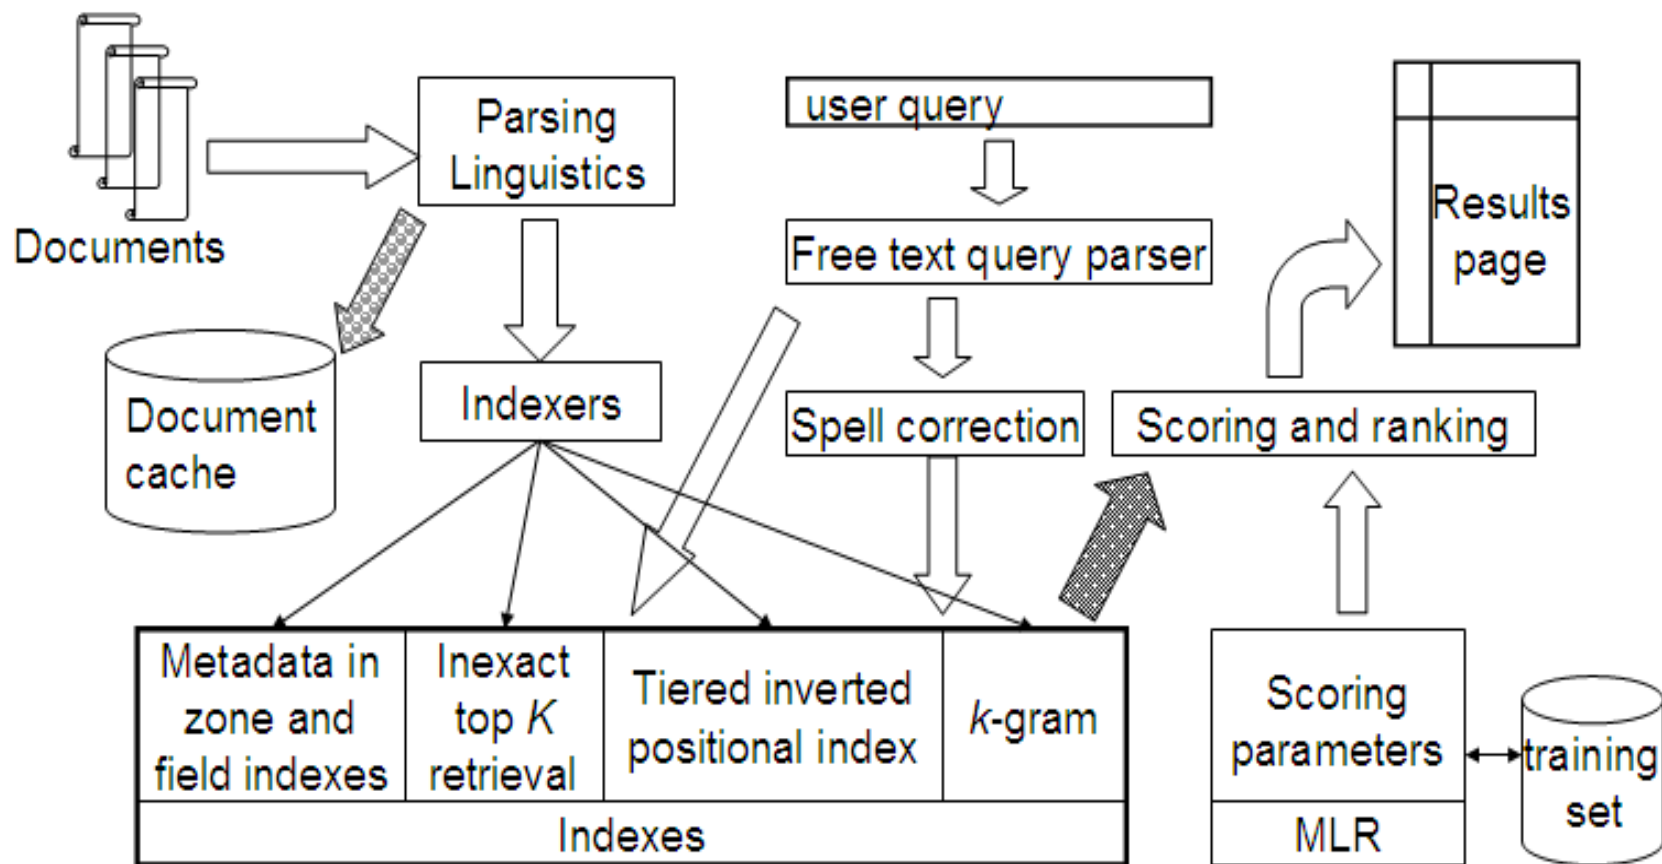 Documents
Parsing
Linguistics
user query
Free text query parser
Results
page
Document
cache
Indexers
Spell correction
Scoring and ranking
Metadata in
zone and
field indexes
Inexact
top K
retrieval
Tiered inverted
positional index
k-gram
Indexes
Scoring
parameters
MLR
training
set